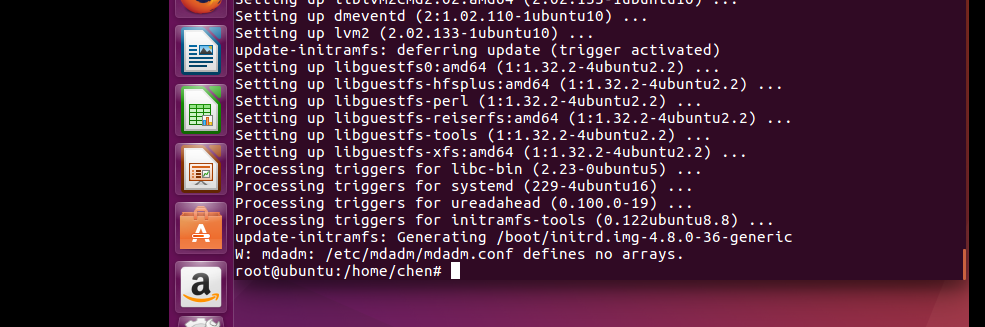 Setting up dmeventd (2:1.02.110-1ubuntu10) ...
Setting up lvm2 (2.02.133-1ubuntu10) ...
update-initramfs: deferring update (trigger activated)
Setting up libguestfs0:amd64 (1:1.32.2-4ubuntu2.2) ...
Setting up libguestfs-hfsplus:amd64 (1:1.32.2-4ubuntu2.2) ...
Setting up libguestfs-perl (1:1.32.2-4ubuntu2.2) ...
Setting up libguestfs-reiserfs:amd64 (1:1.32.2-4ubuntu2.2) ...
Setting up libguestfs-tools (1:1.32.2-4ubuntu2.2) ...
Setting up libguestfs-xfs:amd64 (1:1.32.2-4ubuntu2.2) ...
Processing triggers for libc-bin (2.23-0ubuntu5) ...
Processing triggers for systemd (229-4ubuntu16) ...
Processing triggers for ureadahead (0.100.0-19) ...
Processing triggers for initramfs-tools (0.122ubuntu8.8) ...
update-initramfs: Generating /boot/initrd.img-4.8.0-36-generic
W: mdadm: /etc/mdadm/mdadm.conf defines no arrays.
root@ubuntu:/home/chen#